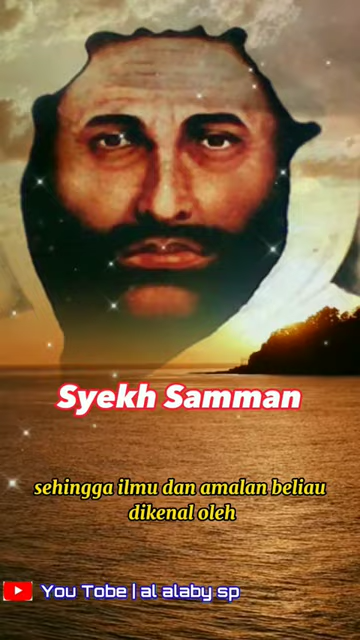 Syekh Samman
sehingga ilmu dan amalan beliau
dikenal oleh
You Tobe | al alaby sp